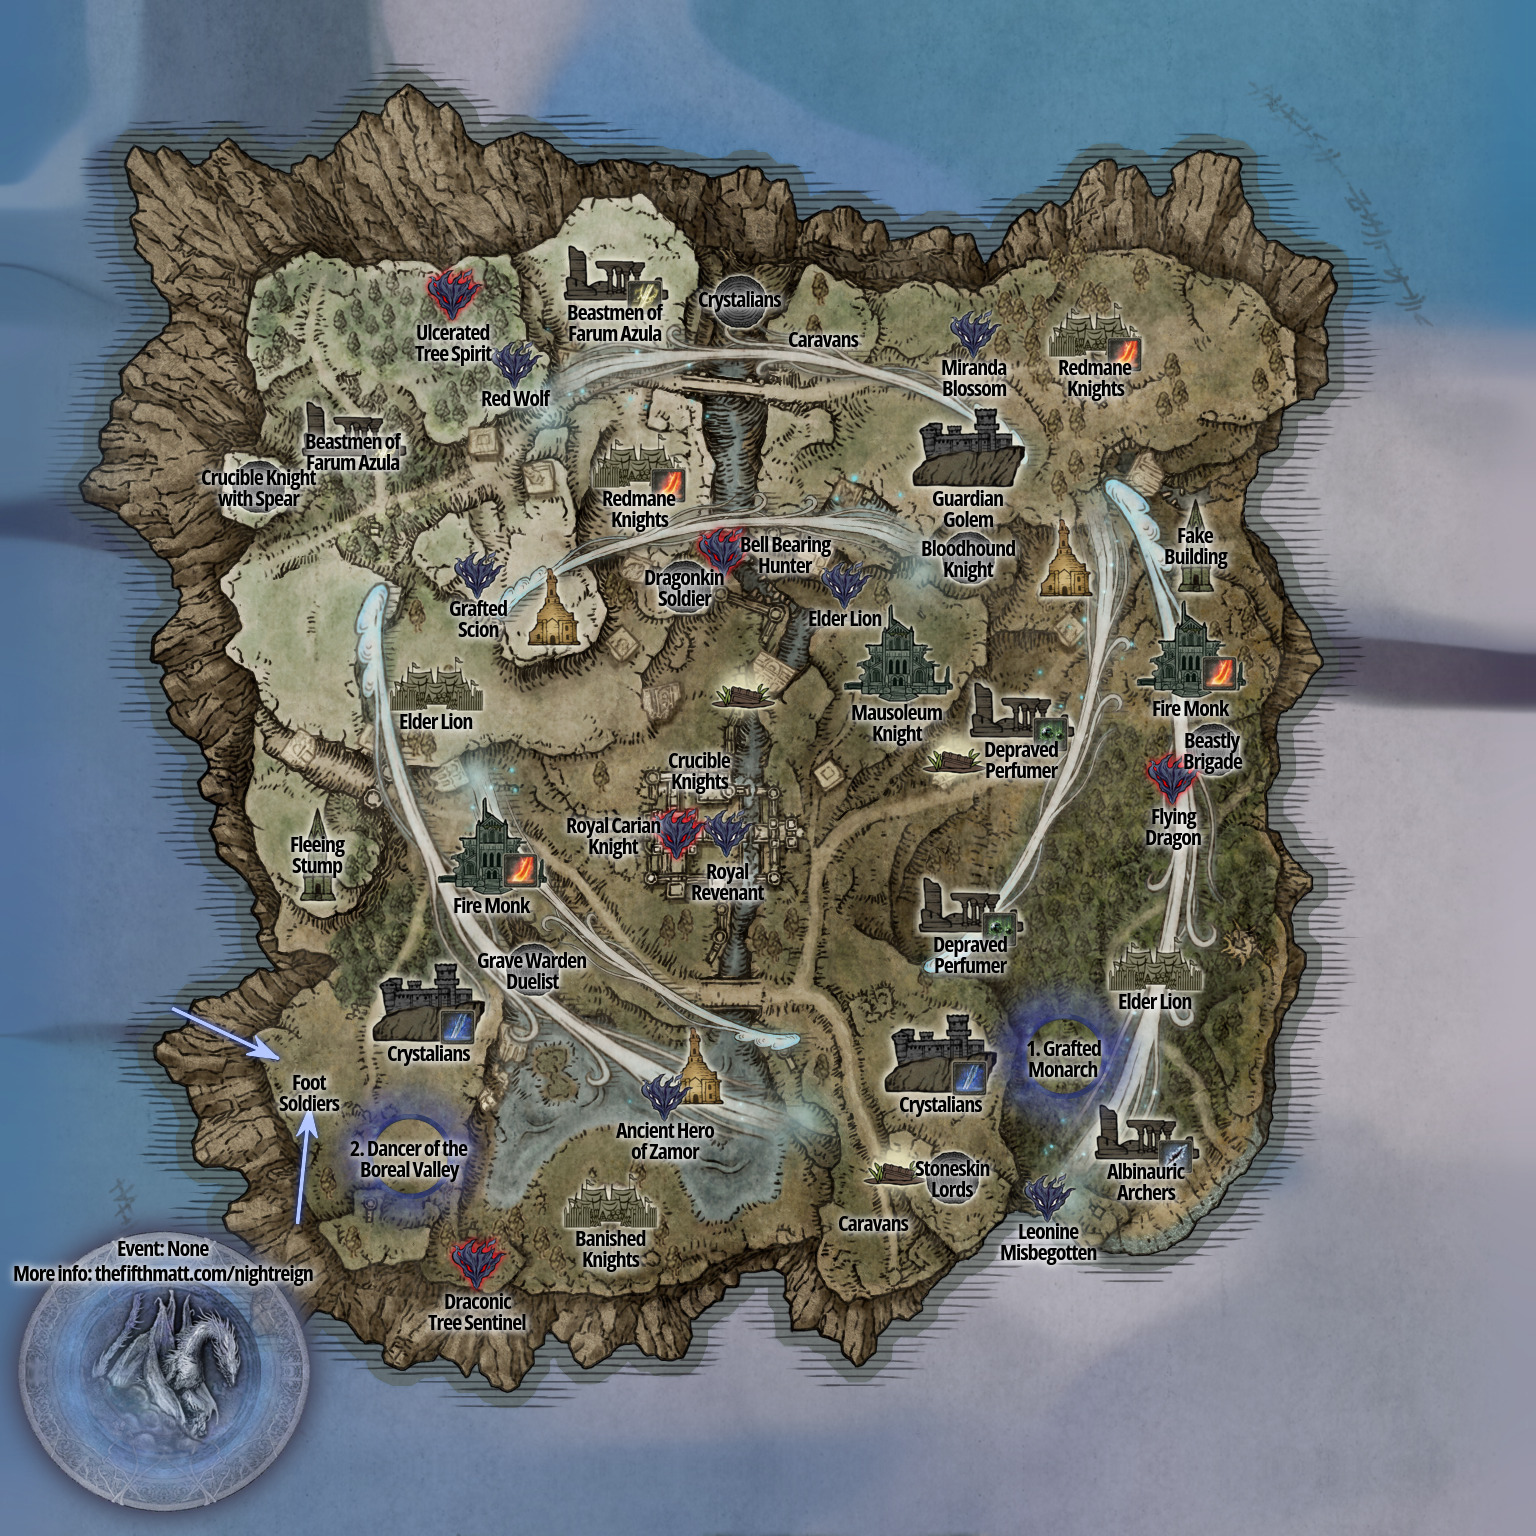 Crystalians
Beastmen of
Farum Azula
Ulcerated
Tree Spirit
Caravans
Red Wolf
Miranda
Blossom
Redmane
Knights
Beastmen of
Farum Azula
Crucible Knight
with Spear
Redmane
Knights
Guardian
Golem
Bell Bearing
Hunter
Bloodhound
Knight
Fake
Building
Dragonkin
Soldier
Grafted
Scion
Elder Lion
Elder Lion
Mausoleum
Knight
Fire Monk
Depraved
Perfumer
Beastly
Brigade
Crucible
Knights
Royal Carian
Knight
Royal
Revenant
Flying
Dragon
Fleeing
Stump
Fire Monk
Grave Warden
Duelist
Depraved
Perfumer
Elder Lion
Crystalians
1. Grafted
Monarch
Foot
Soldiers
Crystalians
Ancient Hero
of Zamor
2. Dancer of the
Boreal Valley
Stoneskin
Lords
Albinauric
Archers
Caravans
Banished
Knights
Leonine
Misbegotten
Draconic
Tree Sentinel
Event: None
More info: thefifthmatt.com/nightreign